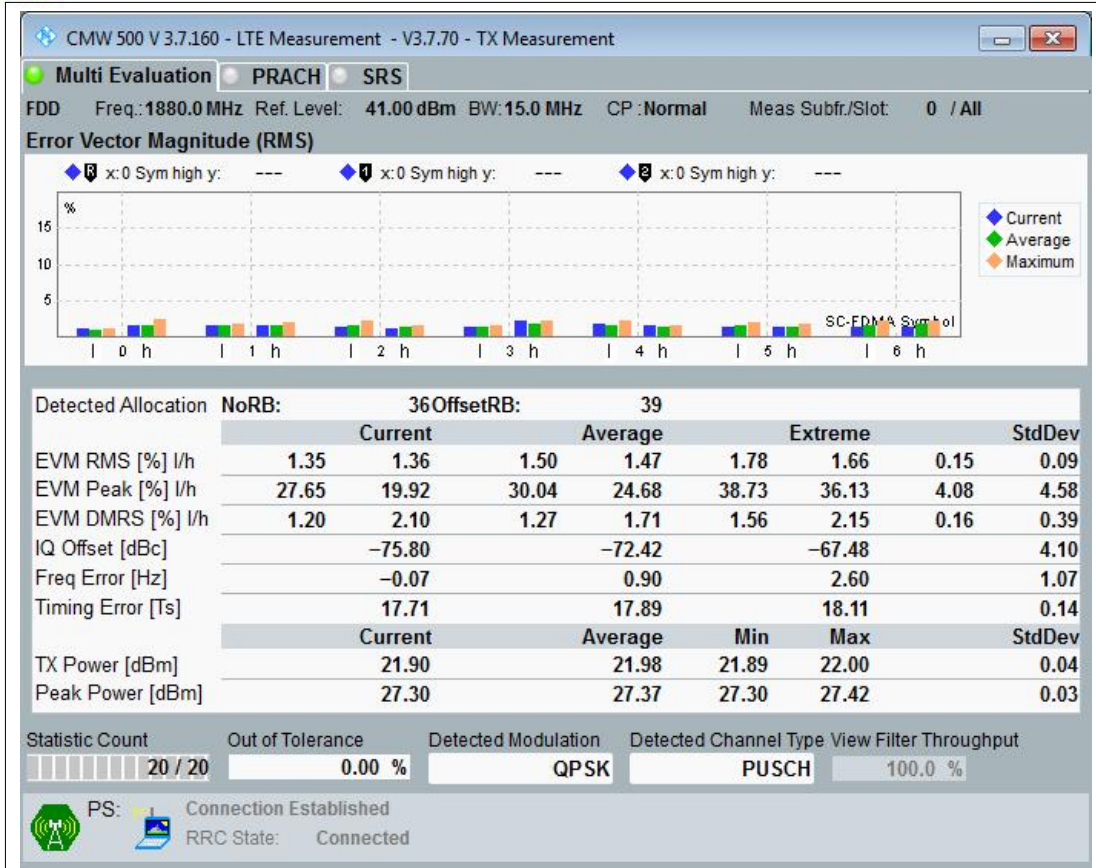 CMW 500 V 3.7.160 - LTE Measurement - V3.7.70 - TX Measurement
Multi Evaluation PRACH SRS
FDD Freq.: 1880.0 MHz Ref. Level: 41.00 dBm BW: 15.0 MHz CP : Normal Meas Subfr./Slot: 0 / All
Error Vector Magnitude (RMS)
R x: 0 Sym high y: --- 1 x: 0 Sym high y: --- 2 x: 0 Sym high y: ---
%
15
10
5
Current
Average
Maximum
SC-FDMA Symbol
l 0 h l 1 h l 2 h l 3 h l 4 h l 5 h l 6 h
Detected Allocation NoRB: 36 OffsetRB: 39
Current Average Extreme StdDev
EVM RMS [%] l/h 1.35 1.36 1.50 1.47 1.78 1.66 0.15 0.09
EVM Peak [%] l/h 27.65 19.92 30.04 24.68 38.73 36.13 4.08 4.58
EVM DMRS [%] l/h 1.20 2.10 1.27 1.71 1.56 2.15 0.16 0.39
IQ Offset [dBc] −75.80 −72.42 −67.48 4.10
Freq Error [Hz] −0.07 0.90 2.60 1.07
Timing Error [Ts] 17.71 17.89 18.11 0.14
Current Average Min Max StdDev
TX Power [dBm] 21.90 21.98 21.89 22.00 0.04
Peak Power [dBm] 27.30 27.37 27.30 27.42 0.03
Statistic Count Out of Tolerance Detected Modulation Detected Channel Type View Filter Throughput
20 / 20 0.00 % QPSK PUSCH 100.0 %
PS: Connection Established
RRC State: Connected